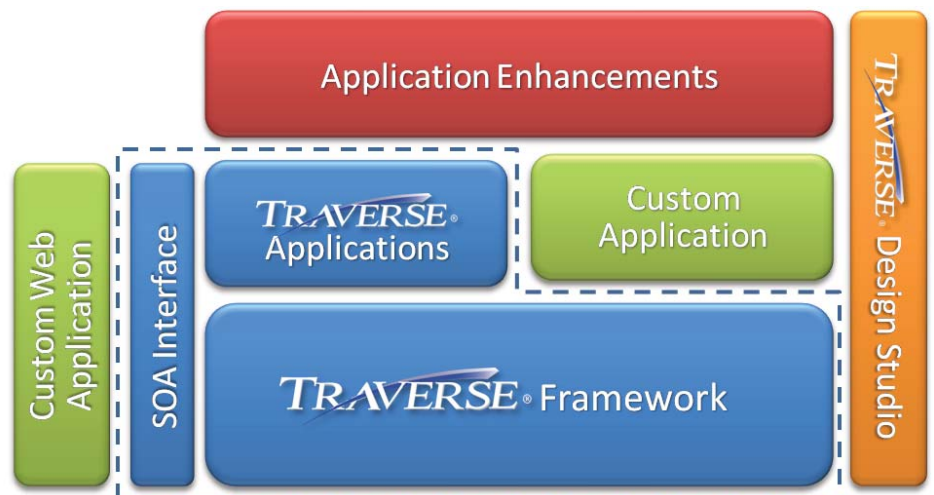 Application Enhancements
TRAVERSE®
Applications
Custom
Application
Custom Web
Application
SOA Interface
TRAVERSE® Framework
TRAVERSE® Design Studio